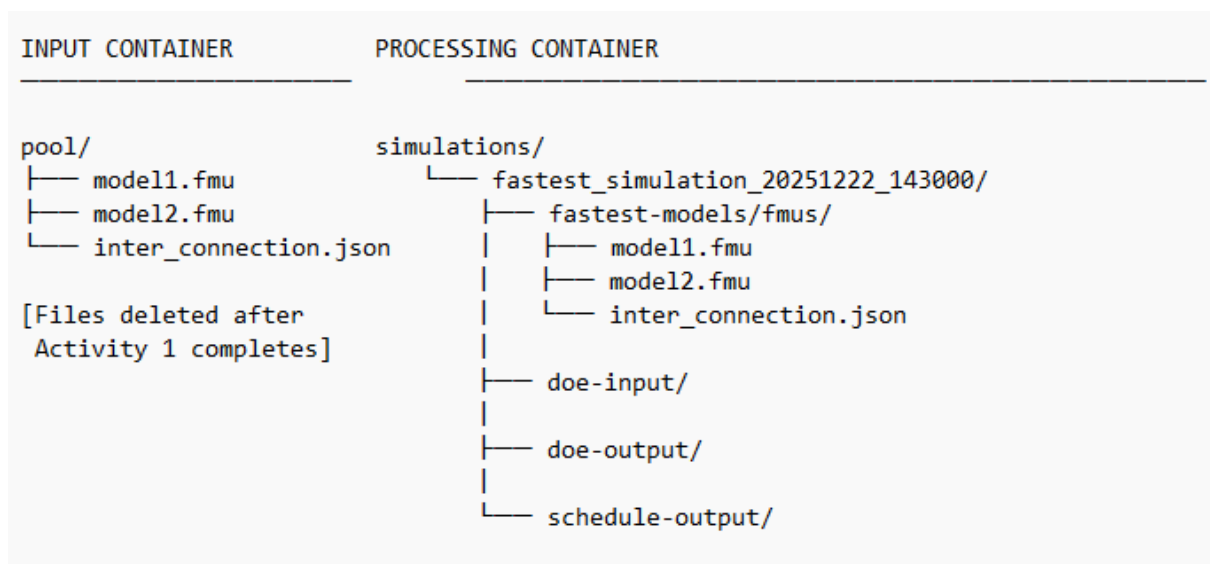 INPUT CONTAINER          PROCESSING CONTAINER
─────────────────        ──────────────────────────────────────
pool/                    simulations/
├── model1.fmu              └── fastest_simulation_20251222_143000/
├── model2.fmu                  ├── fastest-models/fmus/
└── inter_connection.json       │   ├── model1.fmu
                                │   ├── model2.fmu
[Files deleted after            │   └── inter_connection.json
 Activity 1 completes]          │
                                ├── doe-input/
                                │
                                ├── doe-output/
                                │
                                └── schedule-output/